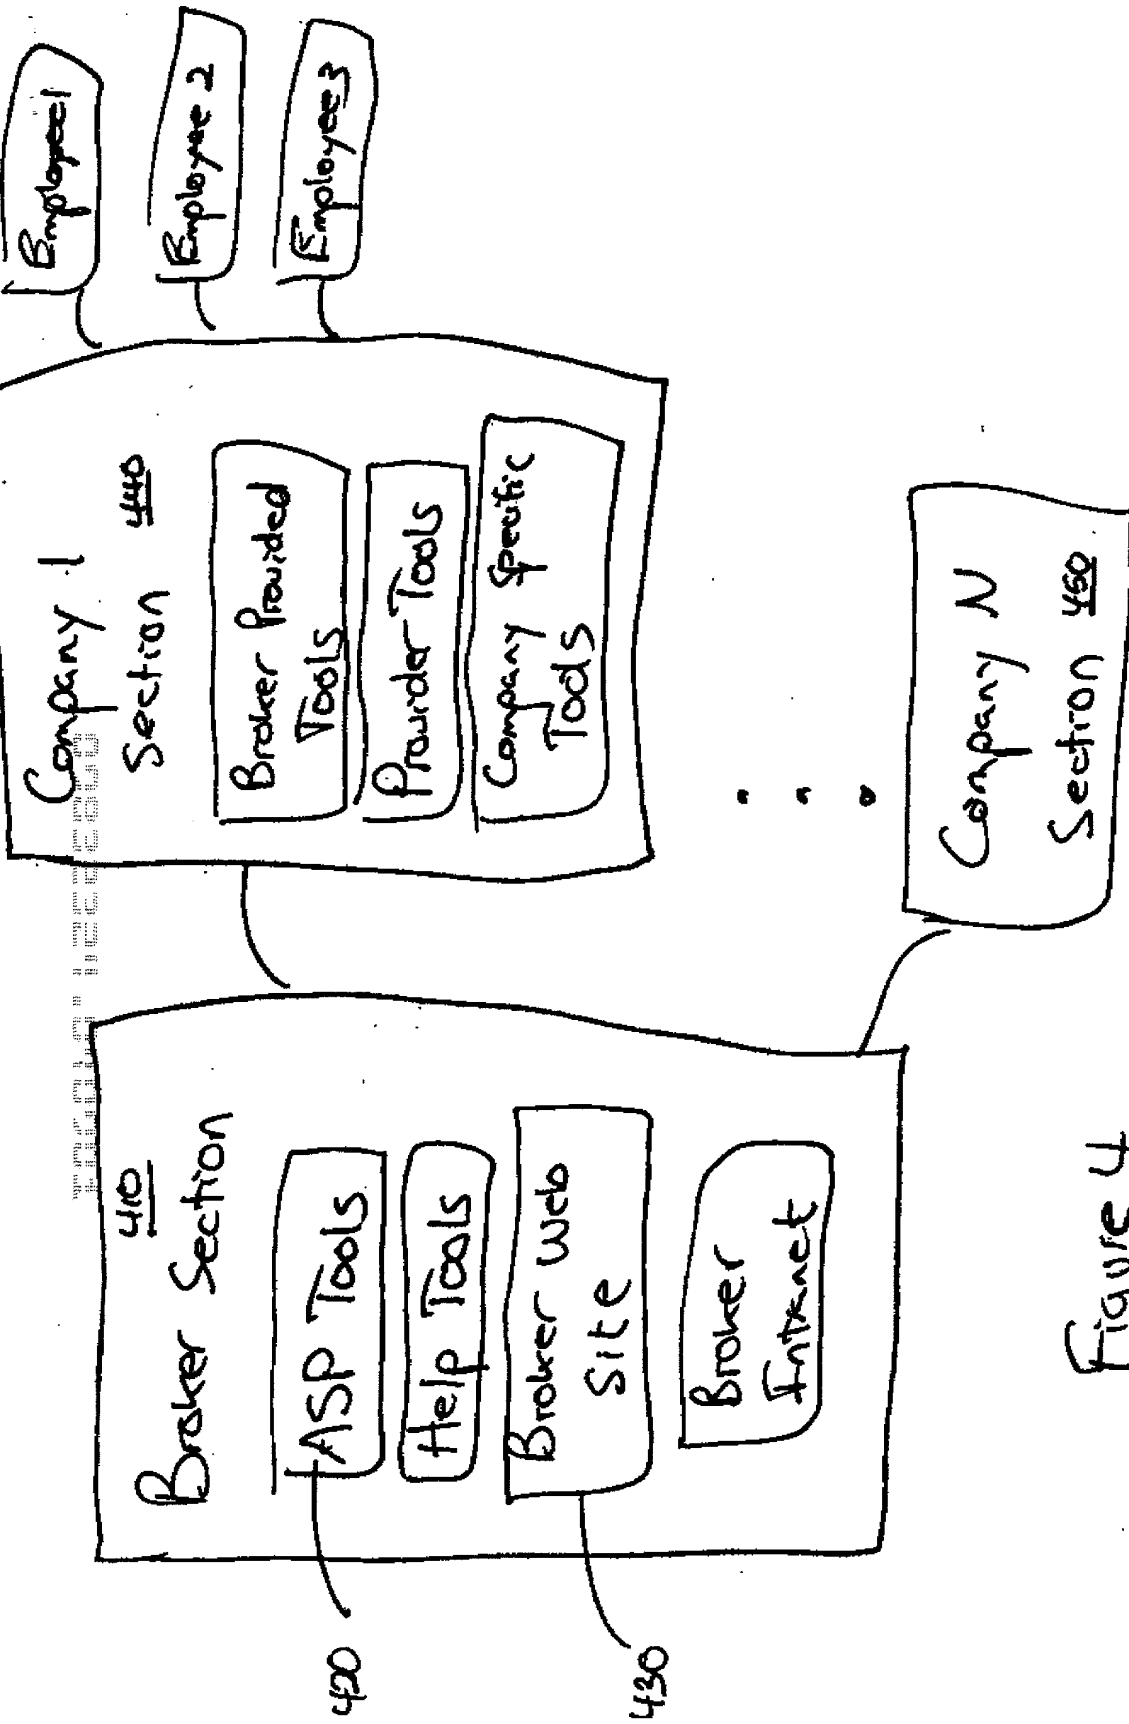 410
Broker Section
ASP Tools
Help Tools
Broker Web
Site
Broker
Intranet
420
430
Company 1
Section 440
Broker Provided
Tools
Provider Tools
Company Specific
Tools
Employee 1
Employee 2
Employee 3
Company N
Section 450
Figure 4